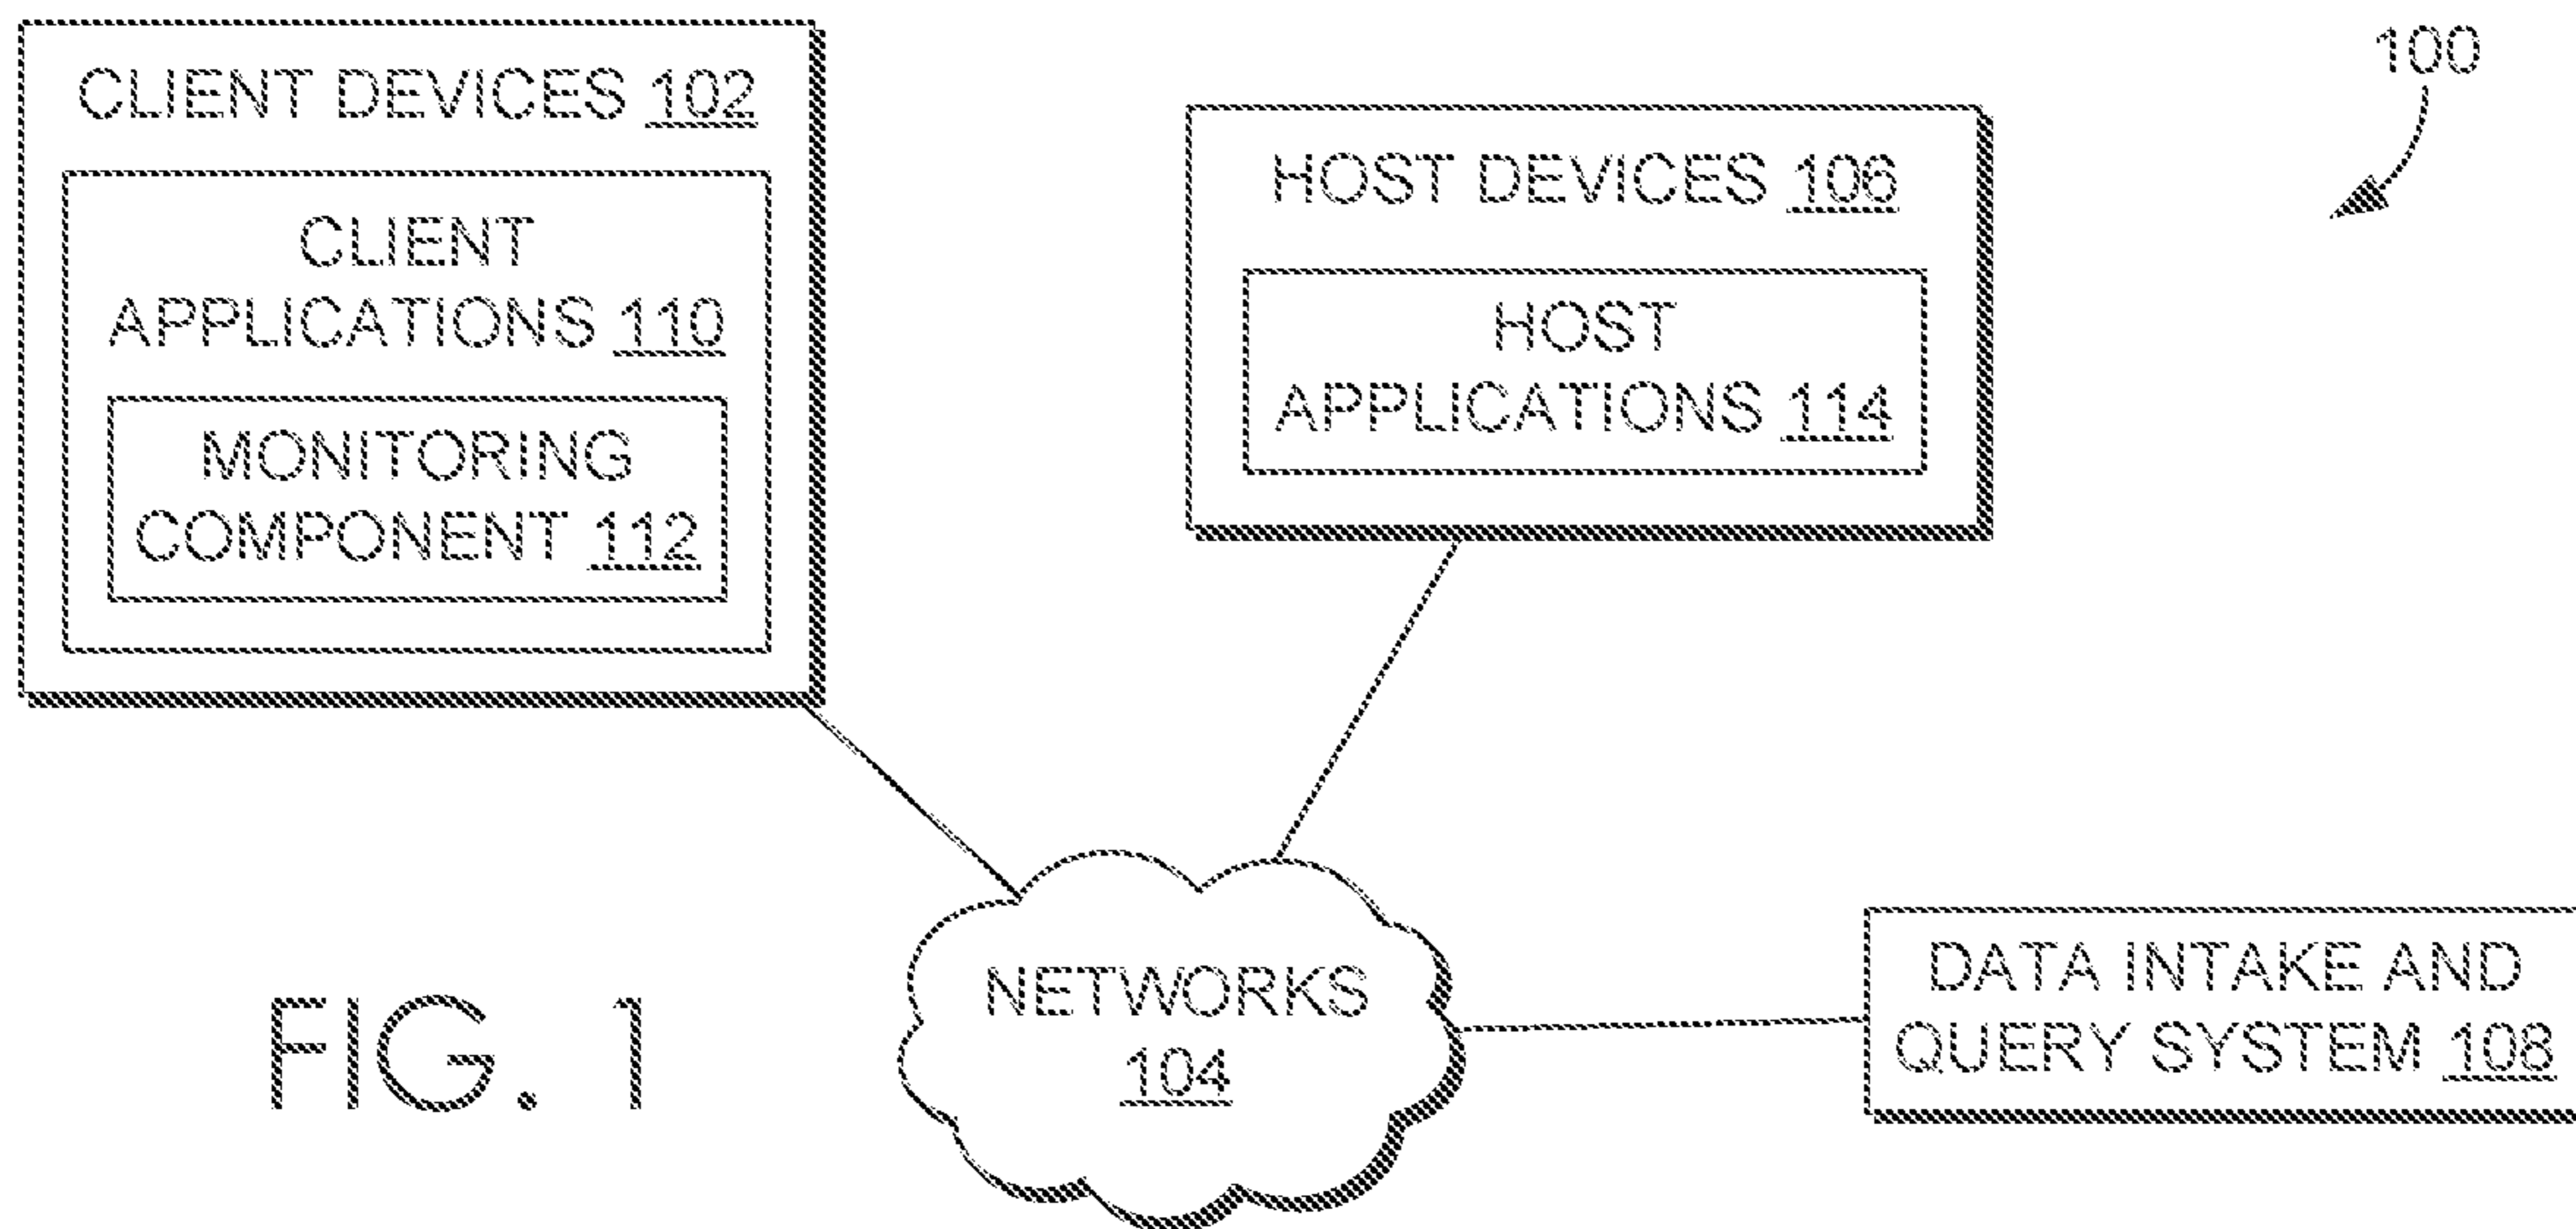 100
CLIENT DEVICES 102
CLIENT
APPLICATIONS 110
MONITORING
COMPONENT 112
HOST DEVICES 106
HOST
APPLICATIONS 114
NETWORKS
104
DATA INTAKE AND
QUERY SYSTEM 108
FIG. 1